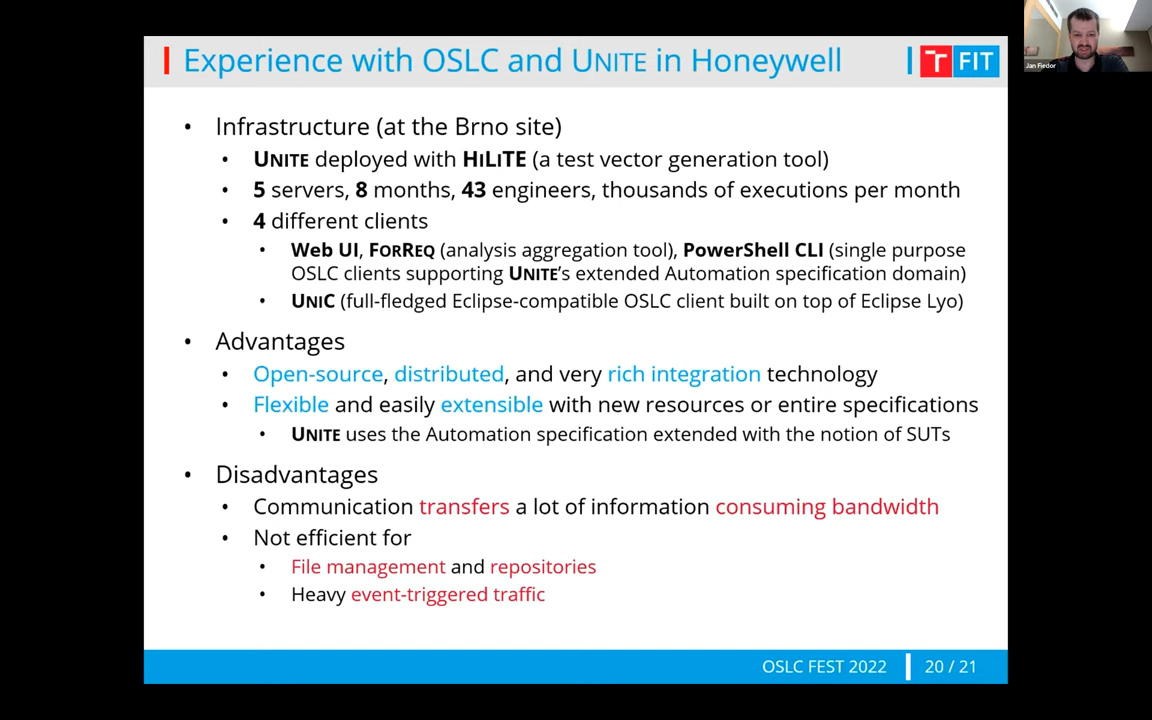 Experience with OSLC and UNITE in Honeywell
T FIT
Jan Fiedor
• Infrastructure (at the Brno site)
• UNITE deployed with HILITE (a test vector generation tool)
• 5 servers, 8 months, 43 engineers, thousands of executions per month
• 4 different clients
• Web UI, FORREQ (analysis aggregation tool), PowerShell CLI (single purpose
OSLC clients supporting UNITE's extended Automation specification domain)
• UNIC (full-fledged Eclipse-compatible OSLC client built on top of Eclipse Lyo)
• Advantages
• Open-source, distributed, and very rich integration technology
• Flexible and easily extensible with new resources or entire specifications
• UNITE uses the Automation specification extended with the notion of SUTs
• Disadvantages
• Communication transfers a lot of information consuming bandwidth
• Not efficient for
• File management and repositories
• Heavy event-triggered traffic
OSLC FEST 2022 20 / 21